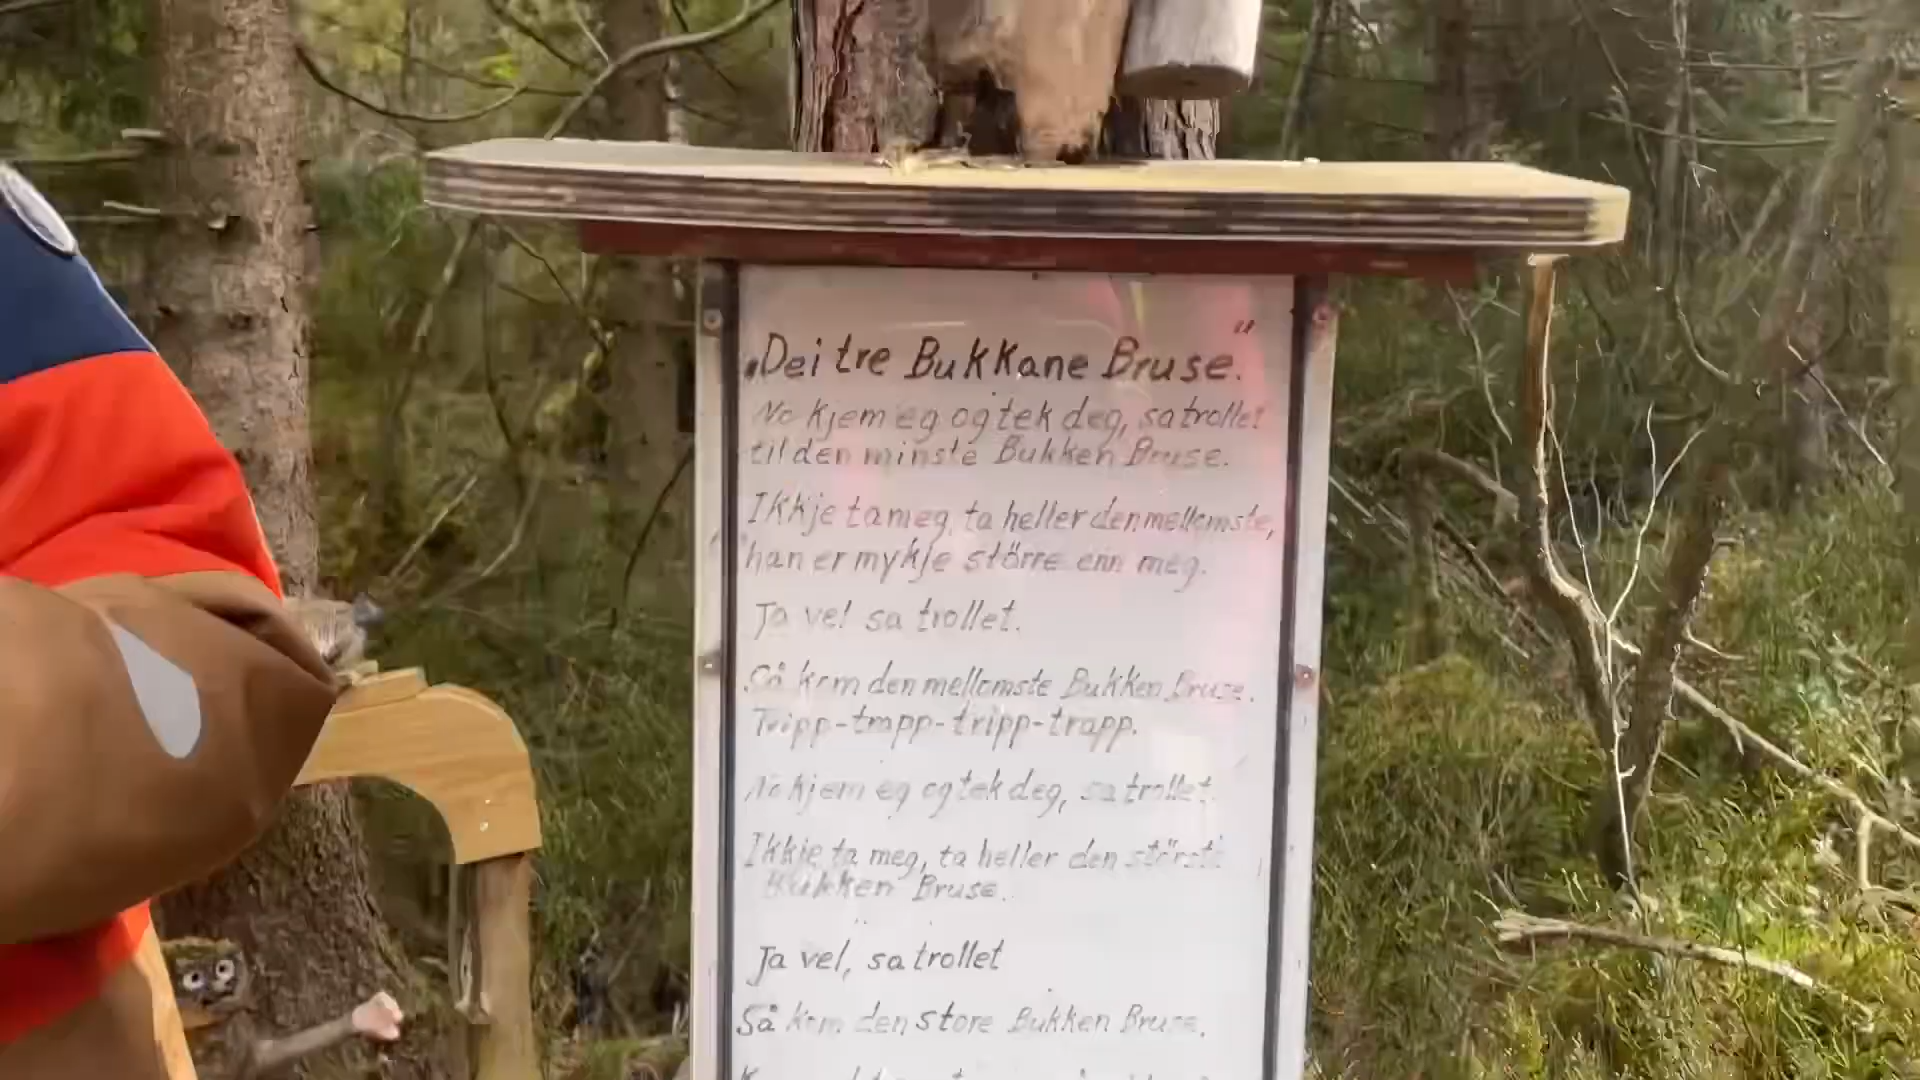 „Dei tre Bukkane Bruse."
No kjem eg og tek deg, sa trollet
til den minste Bukken Bruse.
Ikkje ta meg, ta heller den mellomste,
han er mykje större enn meg.
Ja vel sa trollet.
Så kom den mellomste Bukken Bruse.
Tripp-trapp-tripp-trapp.
No kjem eg og tek deg, sa trollet.
Ikkje ta meg, ta heller den störste
Bukken Bruse.
Ja vel, sa trollet
Så kom den store Bukken Bruse.